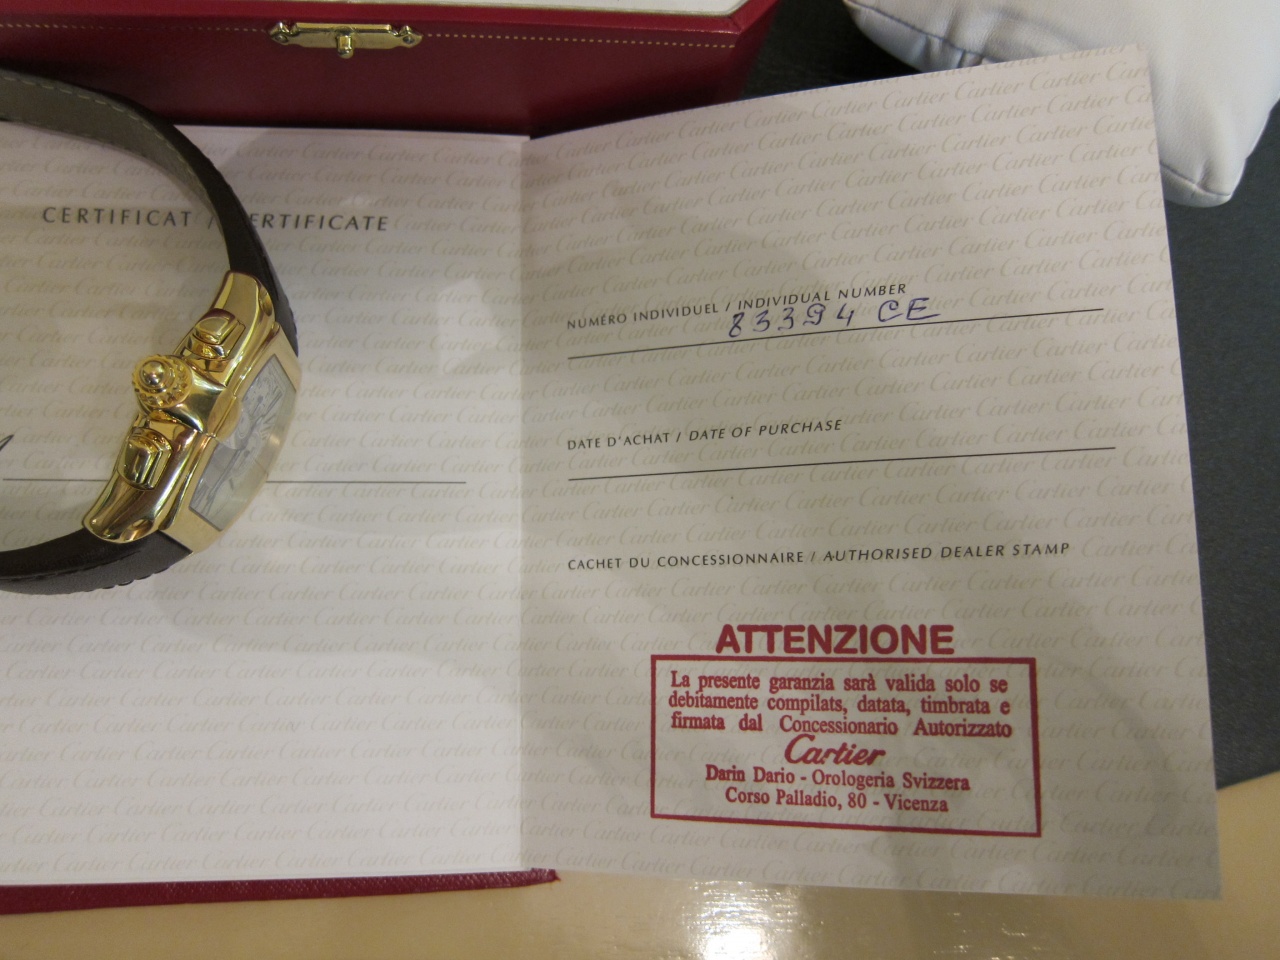 CERTIFICAT / CERTIFICATE
NUMÉRO INDIVIDUEL / INDIVIDUAL NUMBER
83394 CE
DATE D'ACHAT / DATE OF PURCHASE
CACHET DU CONCESSIONNAIRE / AUTHORISED DEALER STAMP
ATTENZIONE
La presente garanzia sarà valida solo se
debitamente compilats, datata, timbrata e
firmata dal Concessionario Autorizzato
Cartier
Darin Dario - Orologeria Svizzera
Corso Palladio, 80 - Vicenza